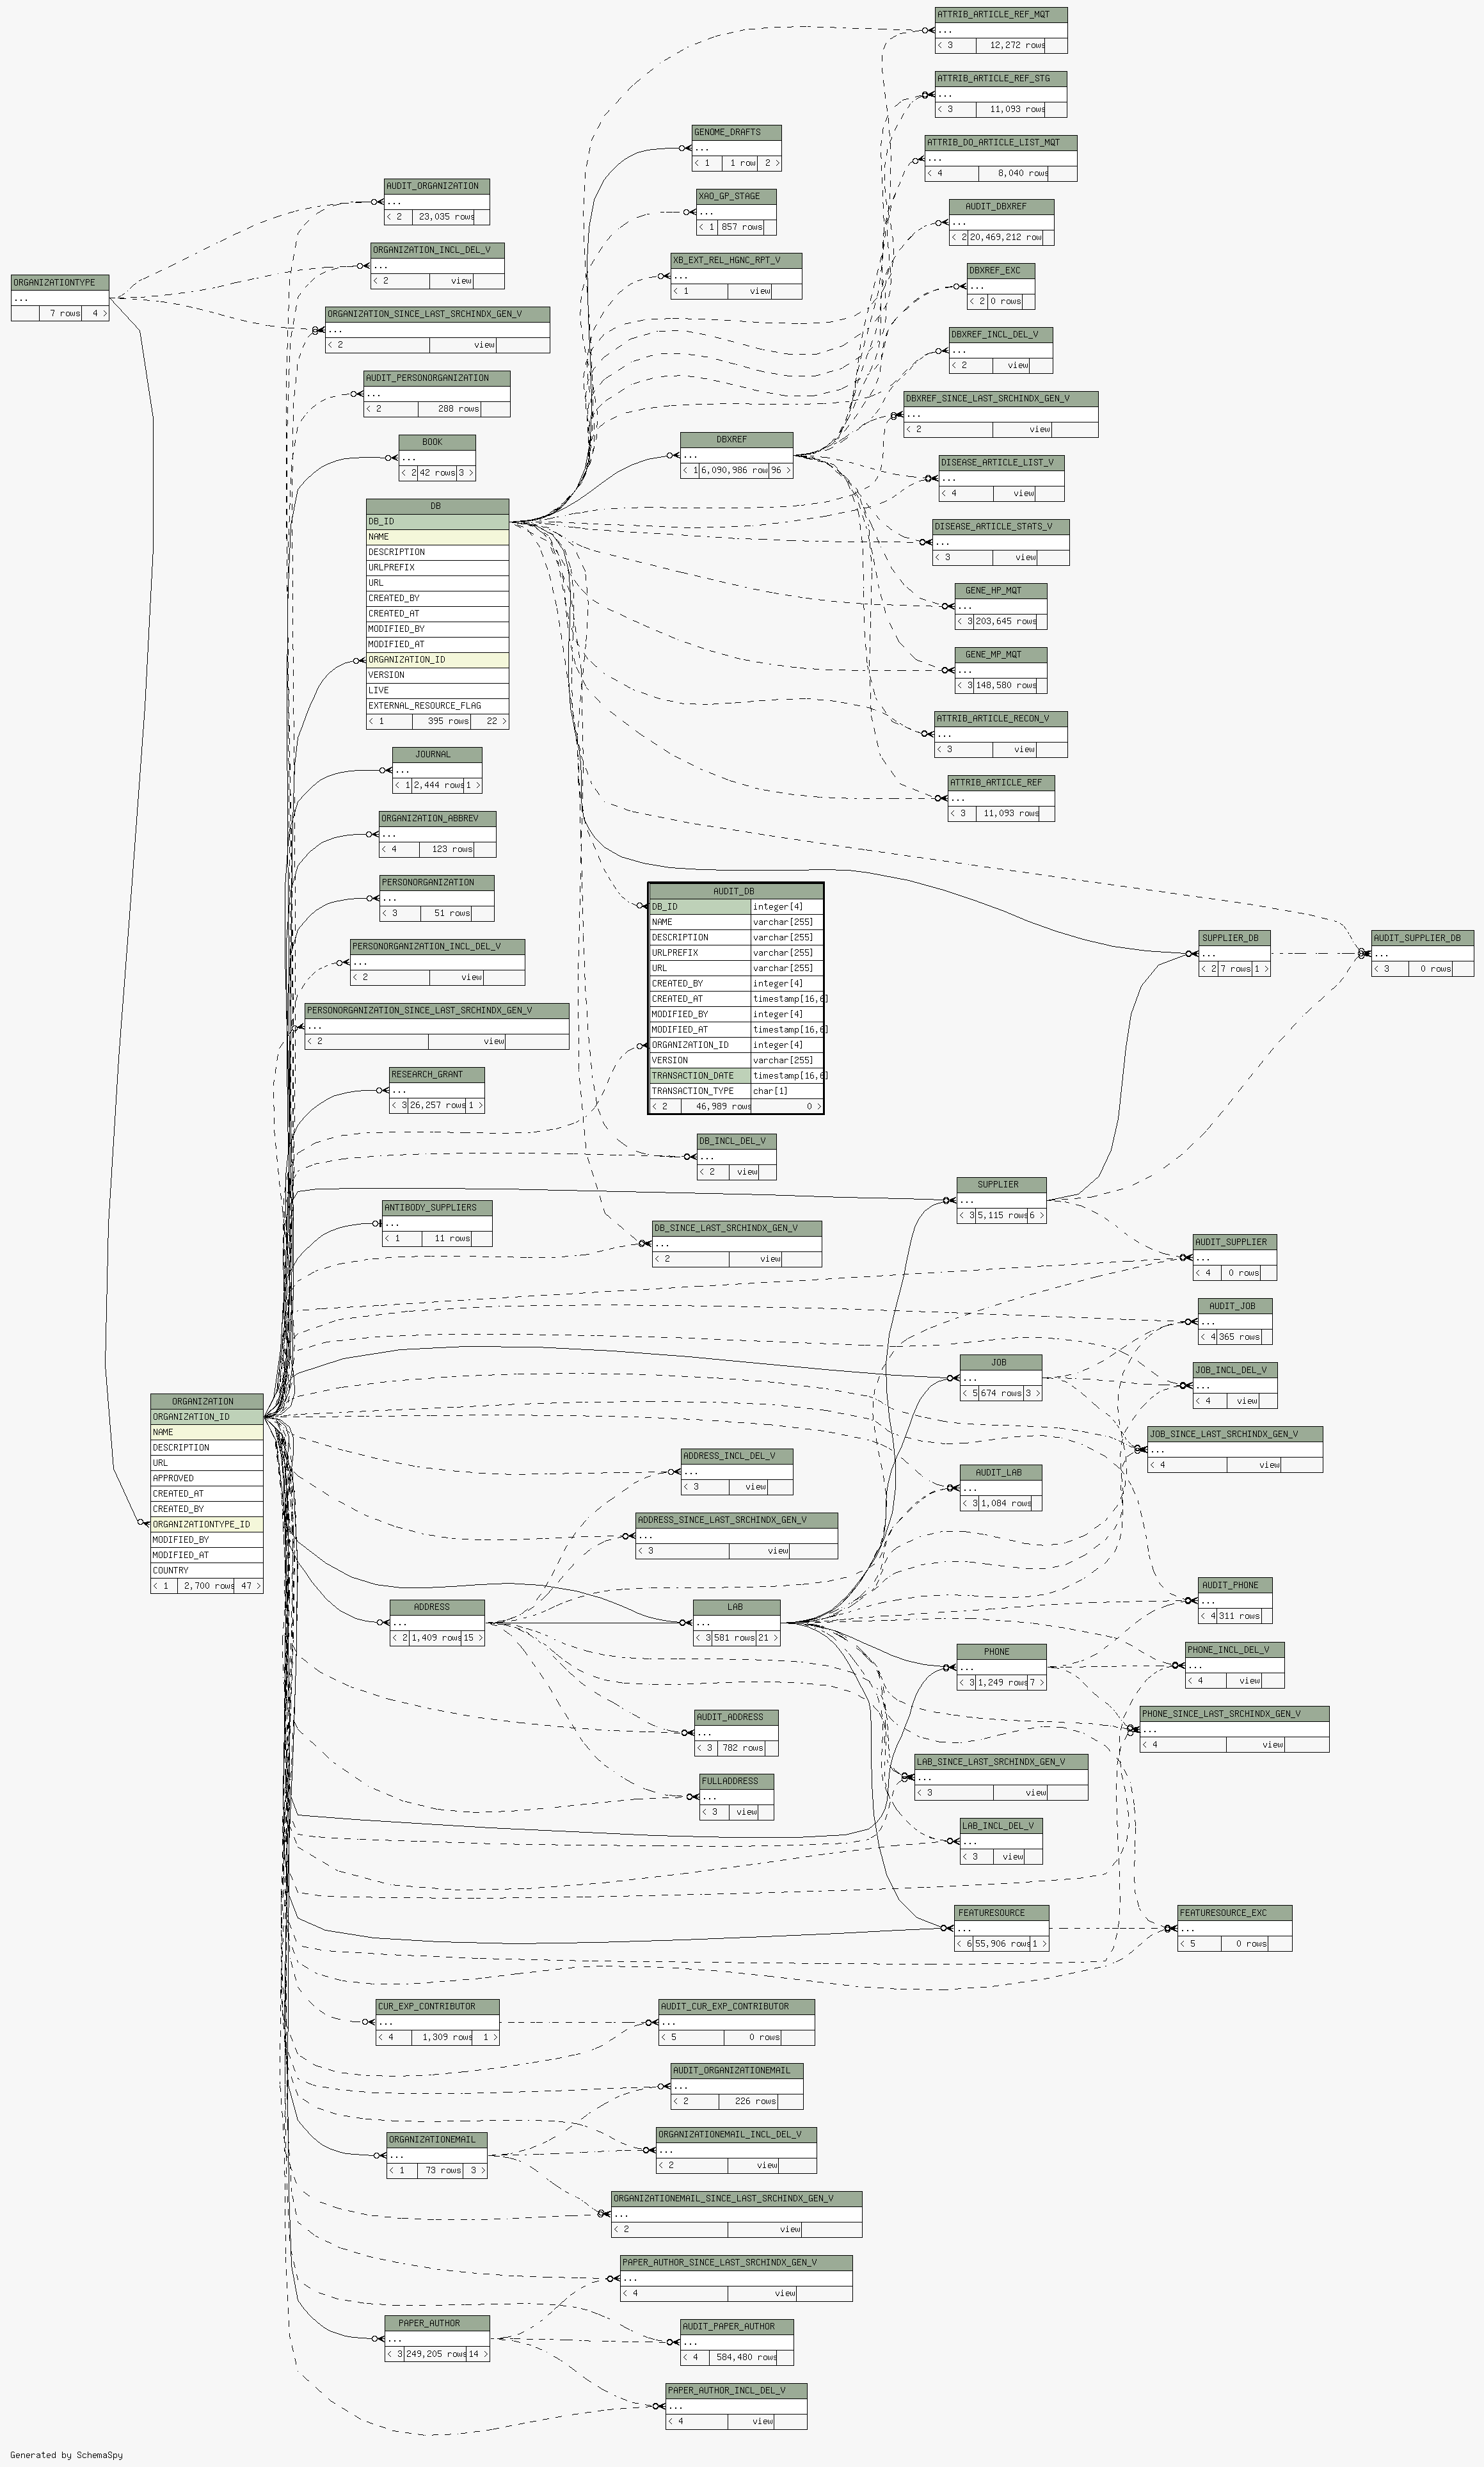 ATTRIB_ARTICLE_REF_MQT
...
< 3 12,272 rows
ATTRIB_ARTICLE_REF_STG
...
< 3 11,093 rows
GENOME_DRAFTS
...
< 1 1 row 2 >
ATTRIB_DO_ARTICLE_LIST_MQT
...
< 4 8,040 rows
AUDIT_ORGANIZATION
...
< 2 23,035 rows
XAO_GP_STAGE
...
< 1 857 rows
AUDIT_DBXREF
...
< 2 20,469,212 row
ORGANIZATION_INCL_DEL_V
...
< 2 view
XB_EXT_REL_HGNC_RPT_V
...
< 1 view
DBXREF_EXC
...
< 2 0 rows
ORGANIZATIONTYPE
...
7 rows 4 >
ORGANIZATION_SINCE_LAST_SRCHINDX_GEN_V
...
< 2 view
DBXREF_INCL_DEL_V
...
< 2 view
AUDIT_PERSONORGANIZATION
...
< 2 288 rows
DBXREF_SINCE_LAST_SRCHINDX_GEN_V
...
< 2 view
BOOK
...
< 2 42 rows 3 >
DBXREF
...
< 1 6,090,986 row 96 >
DISEASE_ARTICLE_LIST_V
...
< 4 view
DB
DB_ID
NAME
DESCRIPTION
URLPREFIX
URL
CREATED_BY
CREATED_AT
MODIFIED_BY
MODIFIED_AT
ORGANIZATION_ID
VERSION
LIVE
EXTERNAL_RESOURCE_FLAG
< 1 395 rows 22 >
DISEASE_ARTICLE_STATS_V
...
< 3 view
GENE_HP_MQT
...
< 3 203,645 rows
GENE_MP_MQT
...
< 3 148,580 rows
ATTRIB_ARTICLE_RECON_V
...
< 3 view
JOURNAL
...
< 1 2,444 rows 1 >
ATTRIB_ARTICLE_REF
...
< 3 11,093 rows
ORGANIZATION_ABBREV
...
< 4 123 rows
PERSONORGANIZATION
...
< 3 51 rows
AUDIT_DB
DB_ID integer[4]
NAME varchar[255]
DESCRIPTION varchar[255]
URLPREFIX varchar[255]
URL varchar[255]
CREATED_BY integer[4]
CREATED_AT timestamp[16,6]
MODIFIED_BY integer[4]
MODIFIED_AT timestamp[16,6]
ORGANIZATION_ID integer[4]
VERSION varchar[255]
TRANSACTION_DATE timestamp[16,6]
TRANSACTION_TYPE char[1]
< 2 46,989 rows 0 >
SUPPLIER_DB
...
< 2 7 rows 1 >
AUDIT_SUPPLIER_DB
...
< 3 0 rows
PERSONORGANIZATION_INCL_DEL_V
...
< 2 view
PERSONORGANIZATION_SINCE_LAST_SRCHINDX_GEN_V
...
< 2 view
RESEARCH_GRANT
...
< 3 26,257 rows 1 >
DB_INCL_DEL_V
...
< 2 view
SUPPLIER
...
< 3 5,115 rows 6 >
ANTIBODY_SUPPLIERS
...
< 1 11 rows
DB_SINCE_LAST_SRCHINDX_GEN_V
...
< 2 view
AUDIT_SUPPLIER
...
< 4 0 rows
AUDIT_JOB
...
< 4 365 rows
JOB
...
< 5 674 rows 3 >
JOB_INCL_DEL_V
...
< 4 view
ORGANIZATION
ORGANIZATION_ID
NAME
DESCRIPTION
URL
APPROVED
CREATED_AT
CREATED_BY
ORGANIZATIONTYPE_ID
MODIFIED_BY
MODIFIED_AT
COUNTRY
< 1 2,700 rows 47 >
JOB_SINCE_LAST_SRCHINDX_GEN_V
...
< 4 view
ADDRESS_INCL_DEL_V
...
< 3 view
AUDIT_LAB
...
< 3 1,084 rows
ADDRESS_SINCE_LAST_SRCHINDX_GEN_V
...
< 3 view
AUDIT_PHONE
...
< 4 311 rows
ADDRESS
...
< 2 1,409 rows 15 >
LAB
...
< 3 581 rows 21 >
PHONE
...
< 3 1,249 rows 7 >
PHONE_INCL_DEL_V
...
< 4 view
PHONE_SINCE_LAST_SRCHINDX_GEN_V
...
< 4 view
AUDIT_ADDRESS
...
< 3 782 rows
LAB_SINCE_LAST_SRCHINDX_GEN_V
...
< 3 view
FULLADDRESS
...
< 3 view
LAB_INCL_DEL_V
...
< 3 view
FEATURESOURCE
...
< 6 55,906 rows 1 >
FEATURESOURCE_EXC
...
< 5 0 rows
CUR_EXP_CONTRIBUTOR
...
< 4 1,309 rows 1 >
AUDIT_CUR_EXP_CONTRIBUTOR
...
< 5 0 rows
AUDIT_ORGANIZATIONEMAIL
...
< 2 226 rows
ORGANIZATIONEMAIL
...
< 1 73 rows 3 >
ORGANIZATIONEMAIL_INCL_DEL_V
...
< 2 view
ORGANIZATIONEMAIL_SINCE_LAST_SRCHINDX_GEN_V
...
< 2 view
PAPER_AUTHOR_SINCE_LAST_SRCHINDX_GEN_V
...
< 4 view
PAPER_AUTHOR
...
< 3 249,205 rows 14 >
AUDIT_PAPER_AUTHOR
...
< 4 584,480 rows
PAPER_AUTHOR_INCL_DEL_V
...
< 4 view
Generated by SchemaSpy